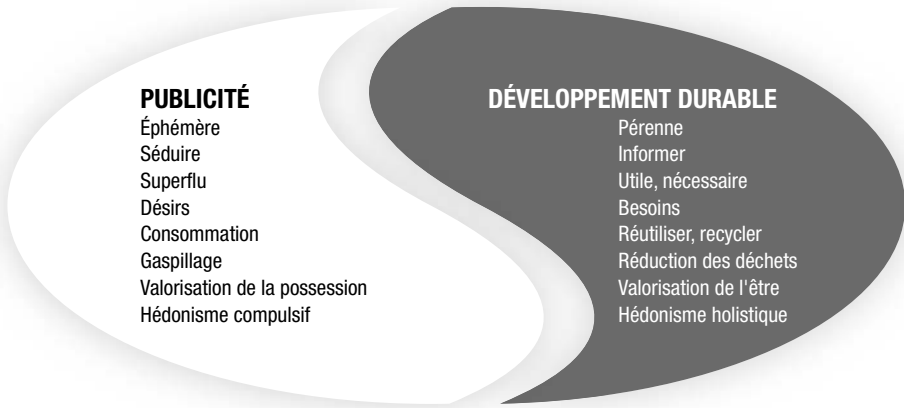 PUBLICITÉ
Éphémère
Séduire
Superflu
Désirs
Consommation
Gaspillage
Valorisation de la possession
Hédonisme compulsif
DÉVELOPPEMENT DURABLE
Pérenne
Informer
Utile, nécessaire
Besoins
Réutiliser, recycler
Réduction des déchets
Valorisation de l'être
Hédonisme holistique